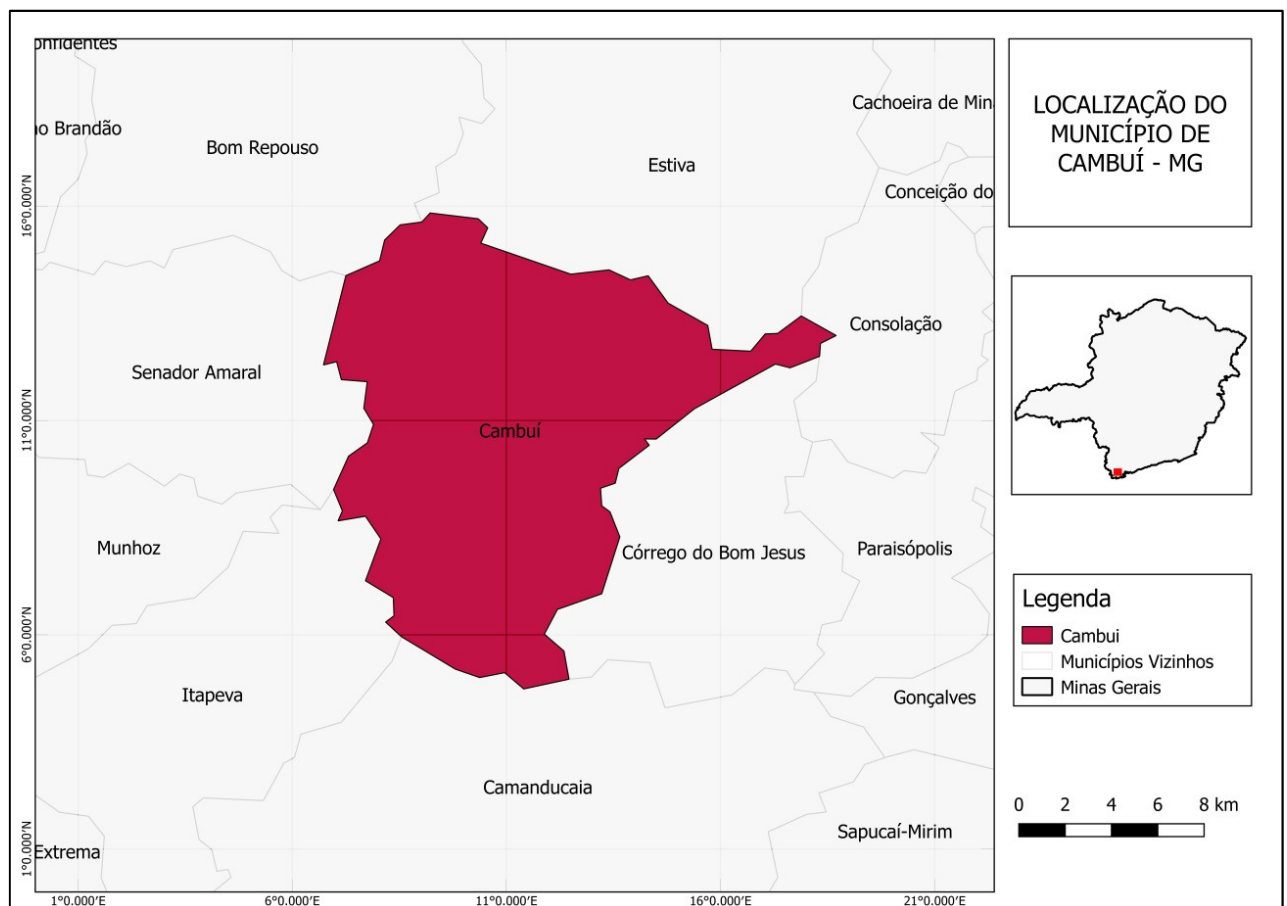 onfidentes
no Brandão
Bom Repouso
Cachoeira de Min
Estiva
Conceição do
Consolação
Senador Amaral
Cambuí
Munhoz
Córrego do Bom Jesus
Paraisópolis
Itapeva
Gonçalves
Camanducaia
Sapucaí-Mirim
Extrema
16°0.000'N
11°0.000'N
6°0.000'N
1°0.000'N
1°0.000'E
6°0.000'E
11°0.000'E
16°0.000'E
21°0.000'E
LOCALIZAÇÃO DO
MUNICÍPIO DE
CAMBUÍ - MG
Legenda
Cambui
Municípios Vizinhos
Minas Gerais
0 2 4 6 8 km